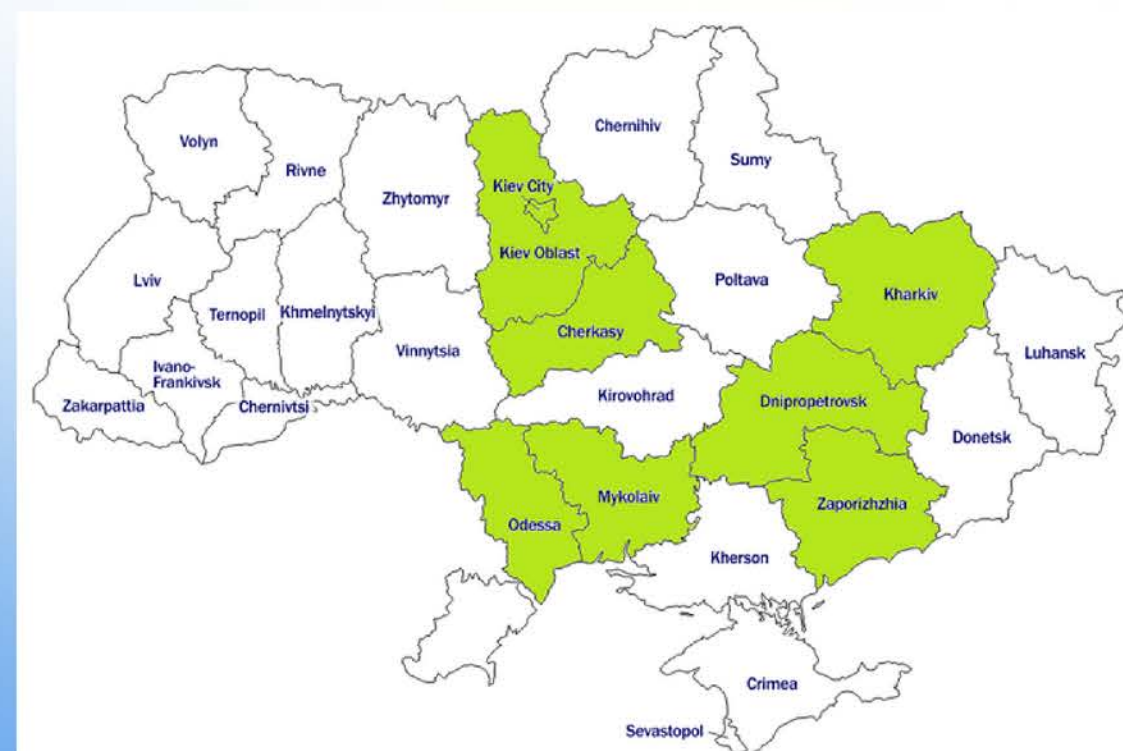 Chernihiv
Volyn
Sumy
Rivne
Kiev City
Zhytomyr
Kiev Oblast
Lviv
Poltava
Kharkiv
Ternopil
Khmelnytskyi
Cherkasy
Vinnytsia
Luhansk
Ivano-
Frankivsk
Kirovohrad
Dnipropetrovsk
Zakarpattia
Chernivtsi
Donetsk
Mykolaiv
Zaporizhzhia
Odessa
Kherson
Crimea
Sevastopol